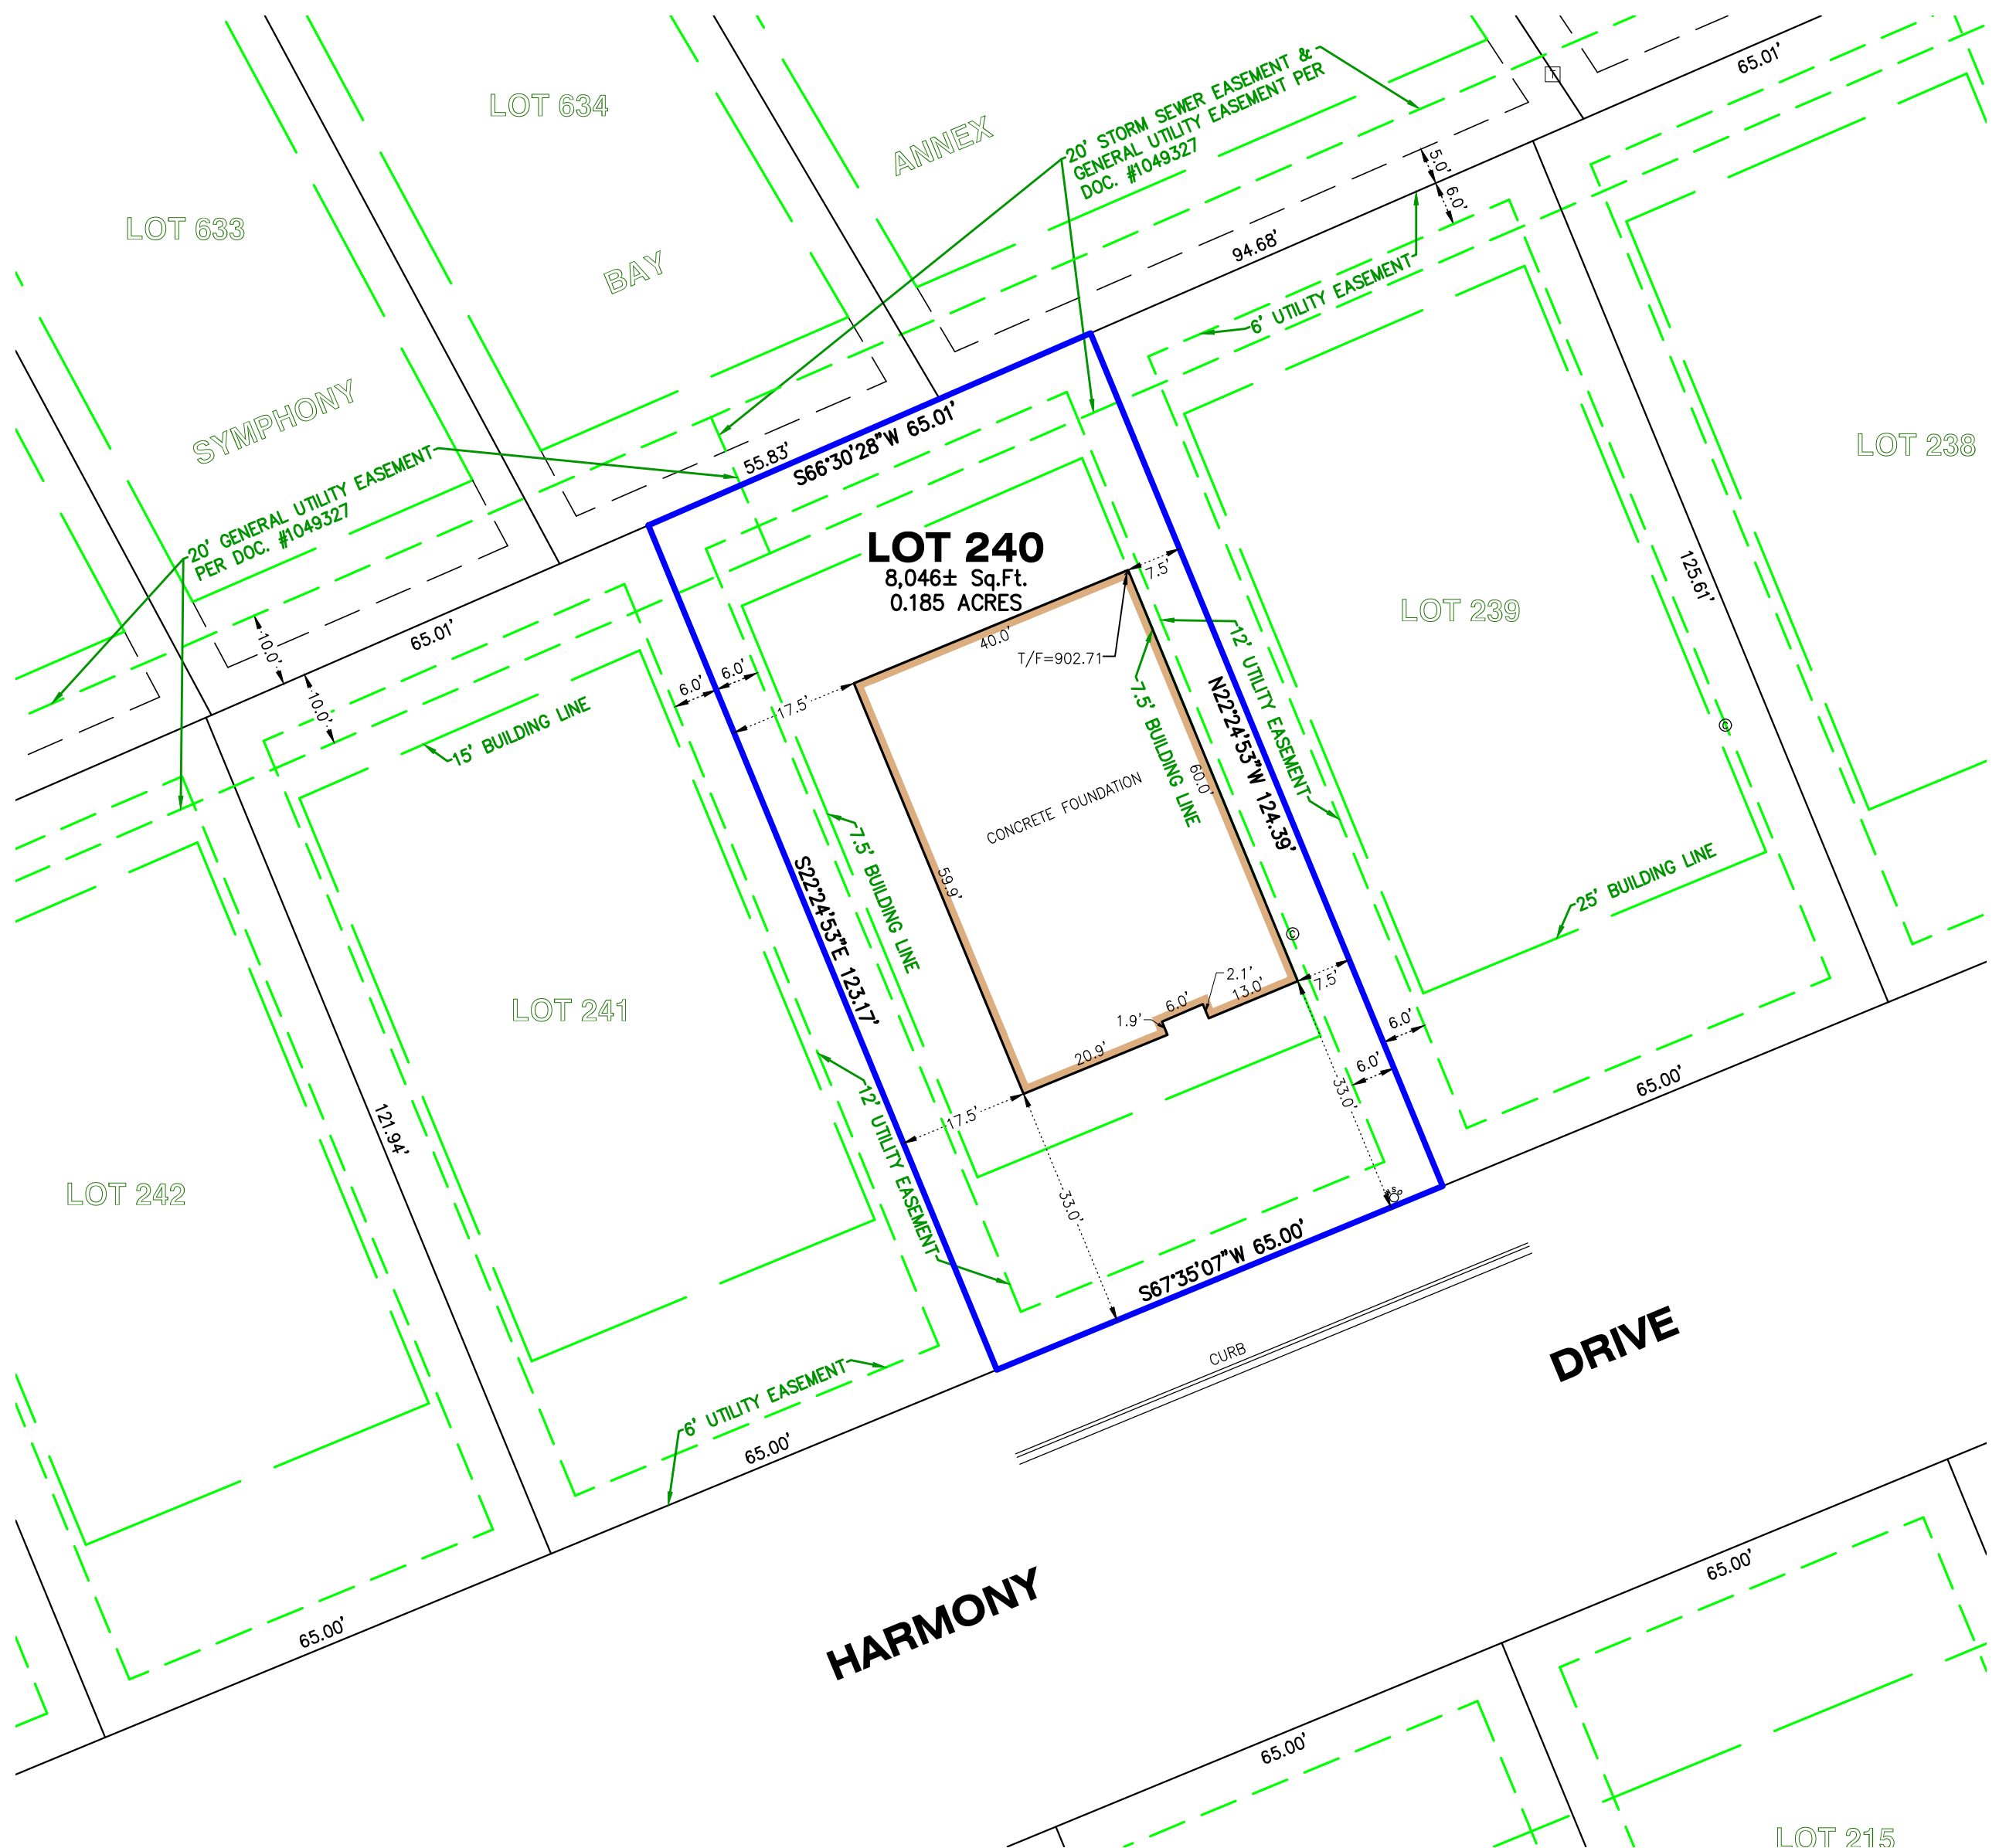 LOT 634
LOT 633
ANNEX
BAY
SYMPHONY
20' STORM SEWER EASEMENT &
GENERAL UTILITY EASEMENT PER
DOC. #1049327
65.01'
T
5.0'
6.0'
94.68'
6' UTILITY EASEMENT
55.83'
S66°30'28"W 65.01'
20' GENERAL UTILITY EASEMENT
PER DOC. #1049327
10.0'
10.0'
65.01'
LOT 240
8,046± Sq.Ft.
0.185 ACRES
LOT 238
LOT 239
125.61'
7.5'
40.0'
T/F=902.71
12' UTILITY EASEMENT
7.5' BUILDING LINE
N22°24'53"W 124.39'
60.0'
6.0'
6.0'
17.5'
15' BUILDING LINE
CONCRETE FOUNDATION
7.5' BUILDING LINE
59.9'
S22°24'53"E 123.17'
C
C
25' BUILDING LINE
2.1'
7.5'
13.0'
6.0'
1.9'
20.9'
6.0'
6.0'
33.0'
17.5'
33.0'
LOT 241
12' UTILITY EASEMENT
121.94'
LOT 242
65.00'
S67°35'07"W 65.00'
CURB
6' UTILITY EASEMENT
65.00'
65.00'
HARMONY DRIVE
65.00'
65.00'
LOT 215